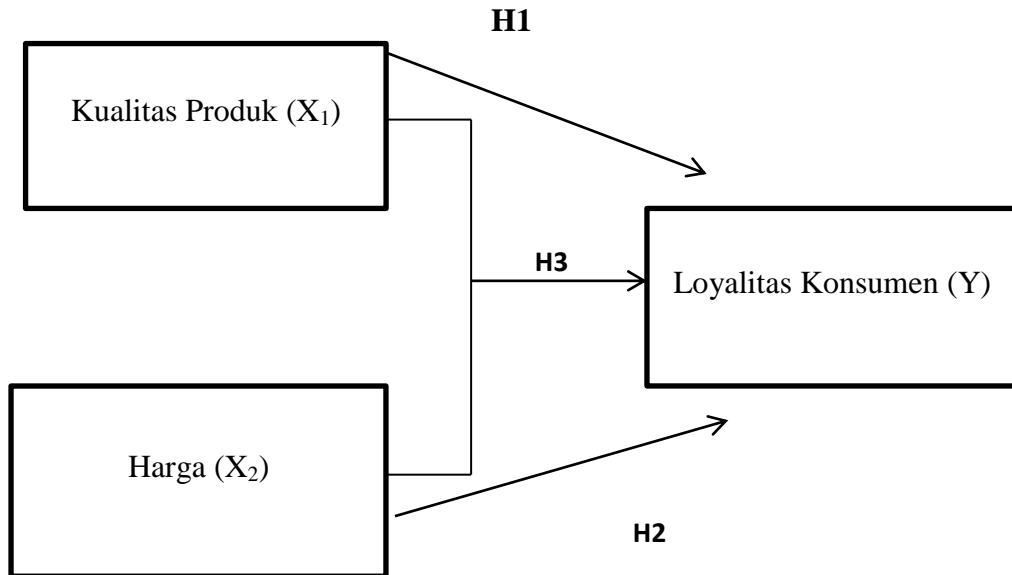 H1
Kualitas Produk (X₁)
H3
Loyalitas Konsumen (Y)
Harga (X₂)
H2